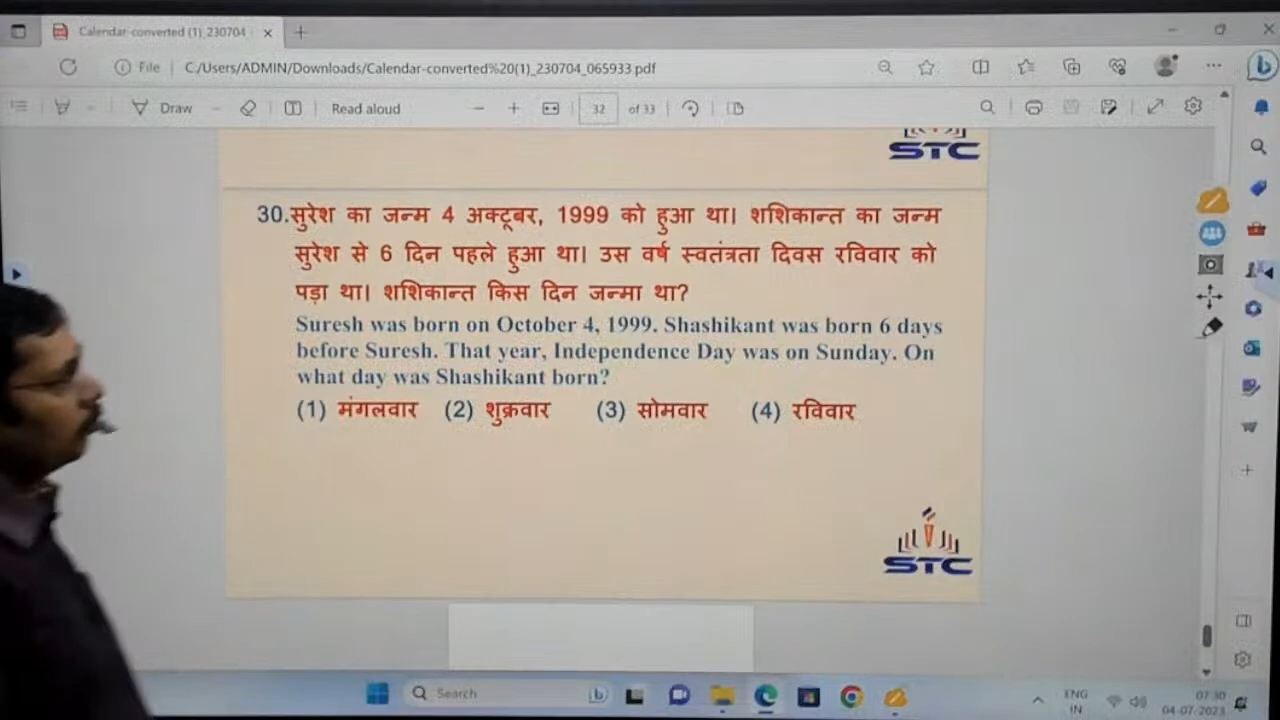 Calendar-converted (1)_230704
File
C:/Users/ADMIN/Downloads/Calendar-converted%20(1)_230704_065933.pdf
Draw
Read aloud
32 of 33
STC
30.सुरेश का जन्म 4 अक्टूबर, 1999 को हुआ था। शशिकान्त का जन्म
सुरेश से 6 दिन पहले हुआ था। उस वर्ष स्वतंत्रता दिवस रविवार को
पड़ा था। शशिकान्त किस दिन जन्मा था?
Suresh was born on October 4, 1999. Shashikant was born 6 days
before Suresh. That year, Independence Day was on Sunday. On
what day was Shashikant born?
(1) मंगलवार (2) शुक्रवार (3) सोमवार (4) रविवार
STC
Search
ENG
IN
07:30
04-07-2023